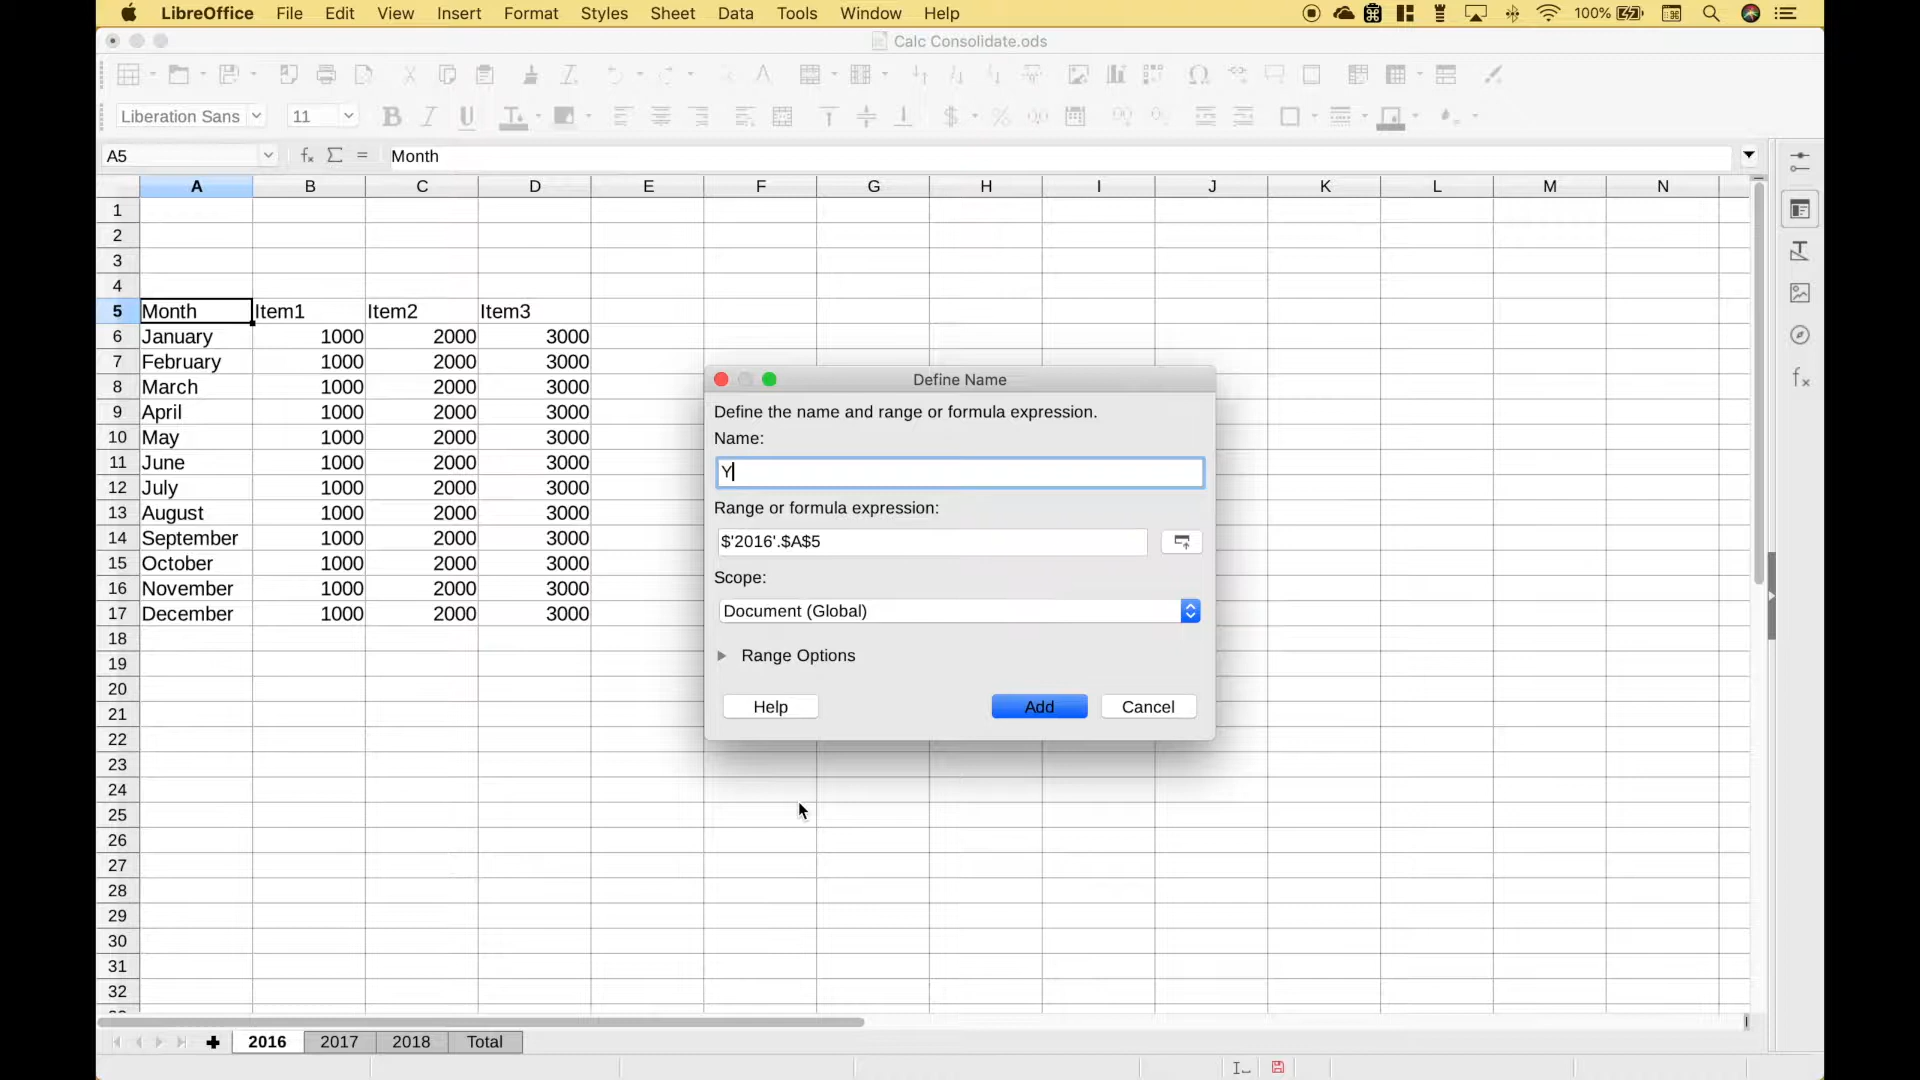 LibreOffice File Edit View Insert Format Styles Sheet Data Tools Window Help 100%
Calc Consolidate.ods
Liberation Sans 11
A5 Month
A B C D E F G H I J K L M N
1
2
3
4
5 Month Item1 Item2 Item3
6 January 1000 2000 3000
7 February 1000 2000 3000
8 March 1000 2000 3000
9 April 1000 2000 3000
10 May 1000 2000 3000
11 June 1000 2000 3000
12 July 1000 2000 3000
13 August 1000 2000 3000
14 September 1000 2000 3000
15 October 1000 2000 3000
16 November 1000 2000 3000
17 December 1000 2000 3000
18
19
20
21
22
23
24
25
26
27
28
29
30
31
32
Define Name
Define the name and range or formula expression.
Name:
Y
Range or formula expression:
$'2016'.$A$5
Scope:
Document (Global)
Range Options
Help Add Cancel
2016 2017 2018 Total